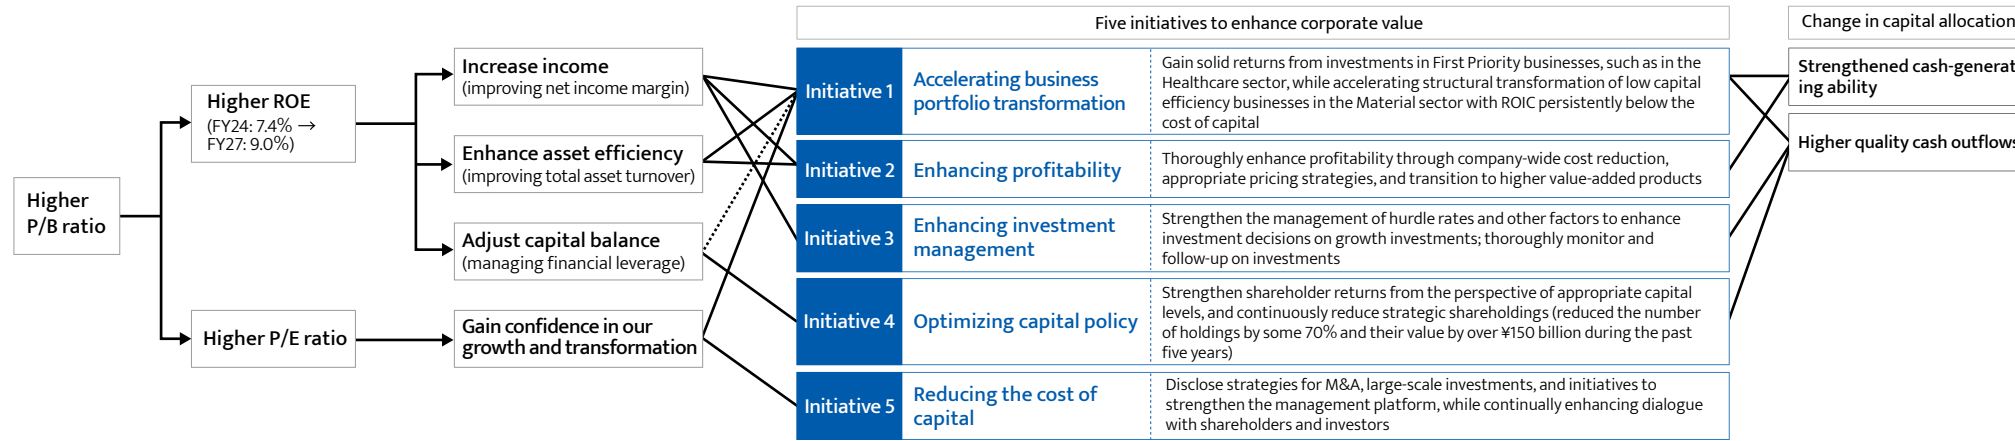 Five initiatives to enhance corporate value
Change in capital allocation
Higher
P/B ratio
Higher ROE
(FY24: 7.4% →
FY27: 9.0%)
Higher P/E ratio
Increase income
(improving net income margin)
Enhance asset efficiency
(improving total asset turnover)
Adjust capital balance
(managing financial leverage)
Gain confidence in our
growth and transformation
Initiative 1
Accelerating business
portfolio transformation
Gain solid returns from investments in First Priority businesses, such as in the
Healthcare sector, while accelerating structural transformation of low capital
efficiency businesses in the Material sector with ROIC persistently below the
cost of capital
Initiative 2
Enhancing profitability
Thoroughly enhance profitability through company-wide cost reduction,
appropriate pricing strategies, and transition to higher value-added products
Initiative 3
Enhancing investment
management
Strengthen the management of hurdle rates and other factors to enhance
investment decisions on growth investments; thoroughly monitor and
follow-up on investments
Initiative 4
Optimizing capital policy
Strengthen shareholder returns from the perspective of appropriate capital
levels, and continuously reduce strategic shareholdings (reduced the number
of holdings by some 70% and their value by over ¥150 billion during the past
five years)
Initiative 5
Reducing the cost of
capital
Disclose strategies for M&A, large-scale investments, and initiatives to
strengthen the management platform, while continually enhancing dialogue
with shareholders and investors
Strengthened cash-generat-
ing ability
Higher quality cash outflows